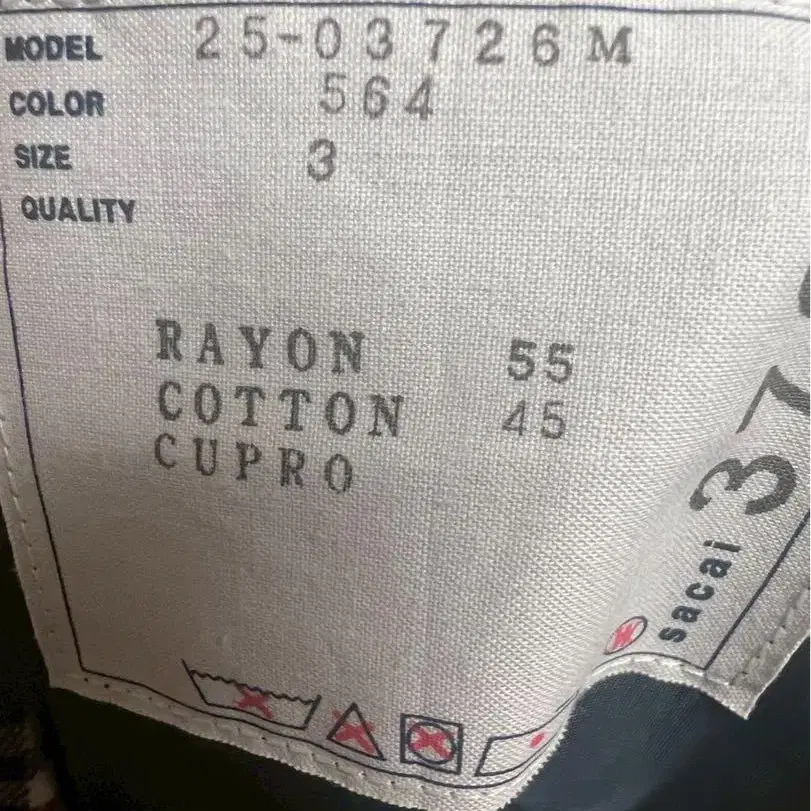 MODEL 25-03726M
COLOR 564
SIZE 3
QUALITY
RAYON 55
COTTON 45
CUPRO
sacai 37